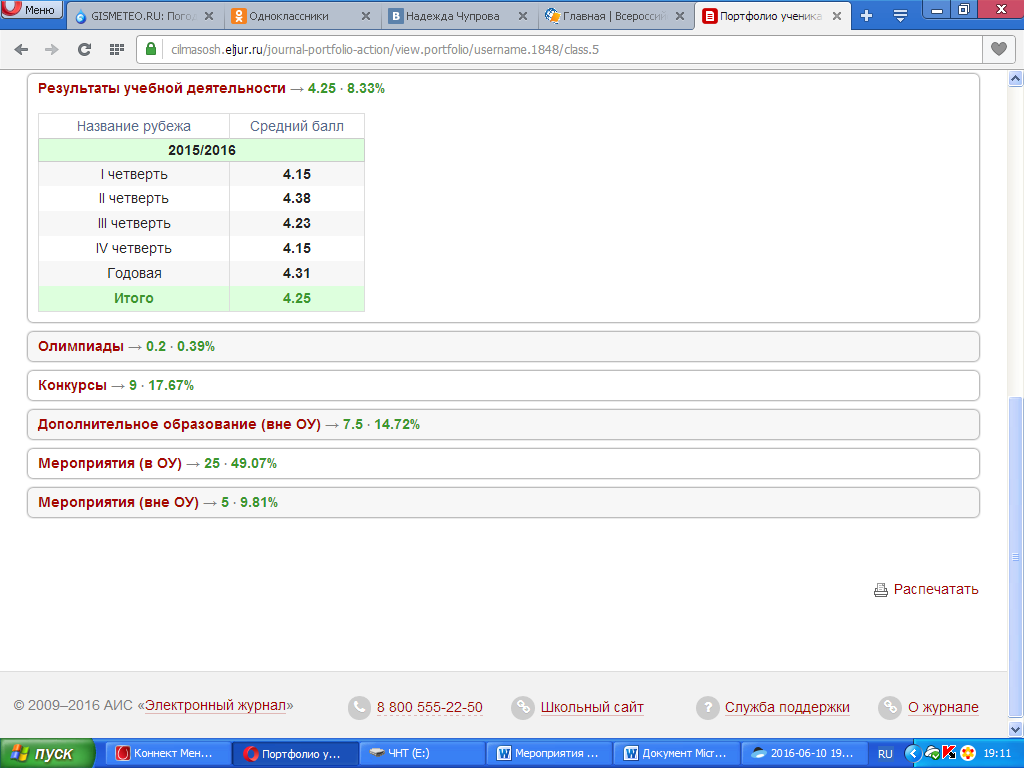 Меню
GISMETEO.RU: Пого
Одноклассники
Надежда Чупрова
Главная | Всероссий
Портфолио ученика
cilmasosh.eljur.ru/journal-portfolio-action/view.portfolio/username.1848/class.5
Результаты учебной деятельности → 4.25 · 8.33%
Название рубежа Средний балл
2015/2016
I четверть 4.15
II четверть 4.38
III четверть 4.23
IV четверть 4.15
Годовая 4.31
Итого 4.25
Олимпиады → 0.2 · 0.39%
Конкурсы → 9 · 17.67%
Дополнительное образование (вне ОУ) → 7.5 · 14.72%
Мероприятия (в ОУ) → 25 · 49.07%
Мероприятия (вне ОУ) → 5 · 9.81%
Распечатать
© 2009–2016 АИС «Электронный журнал» 8 800 555-22-50 Школьный сайт Служба поддержки О журнале
пуск Коннект Мен... Портфолио у... ЧНТ (E:) Мероприятия ... Документ Micr... 2016-06-10 19... RU 19:11